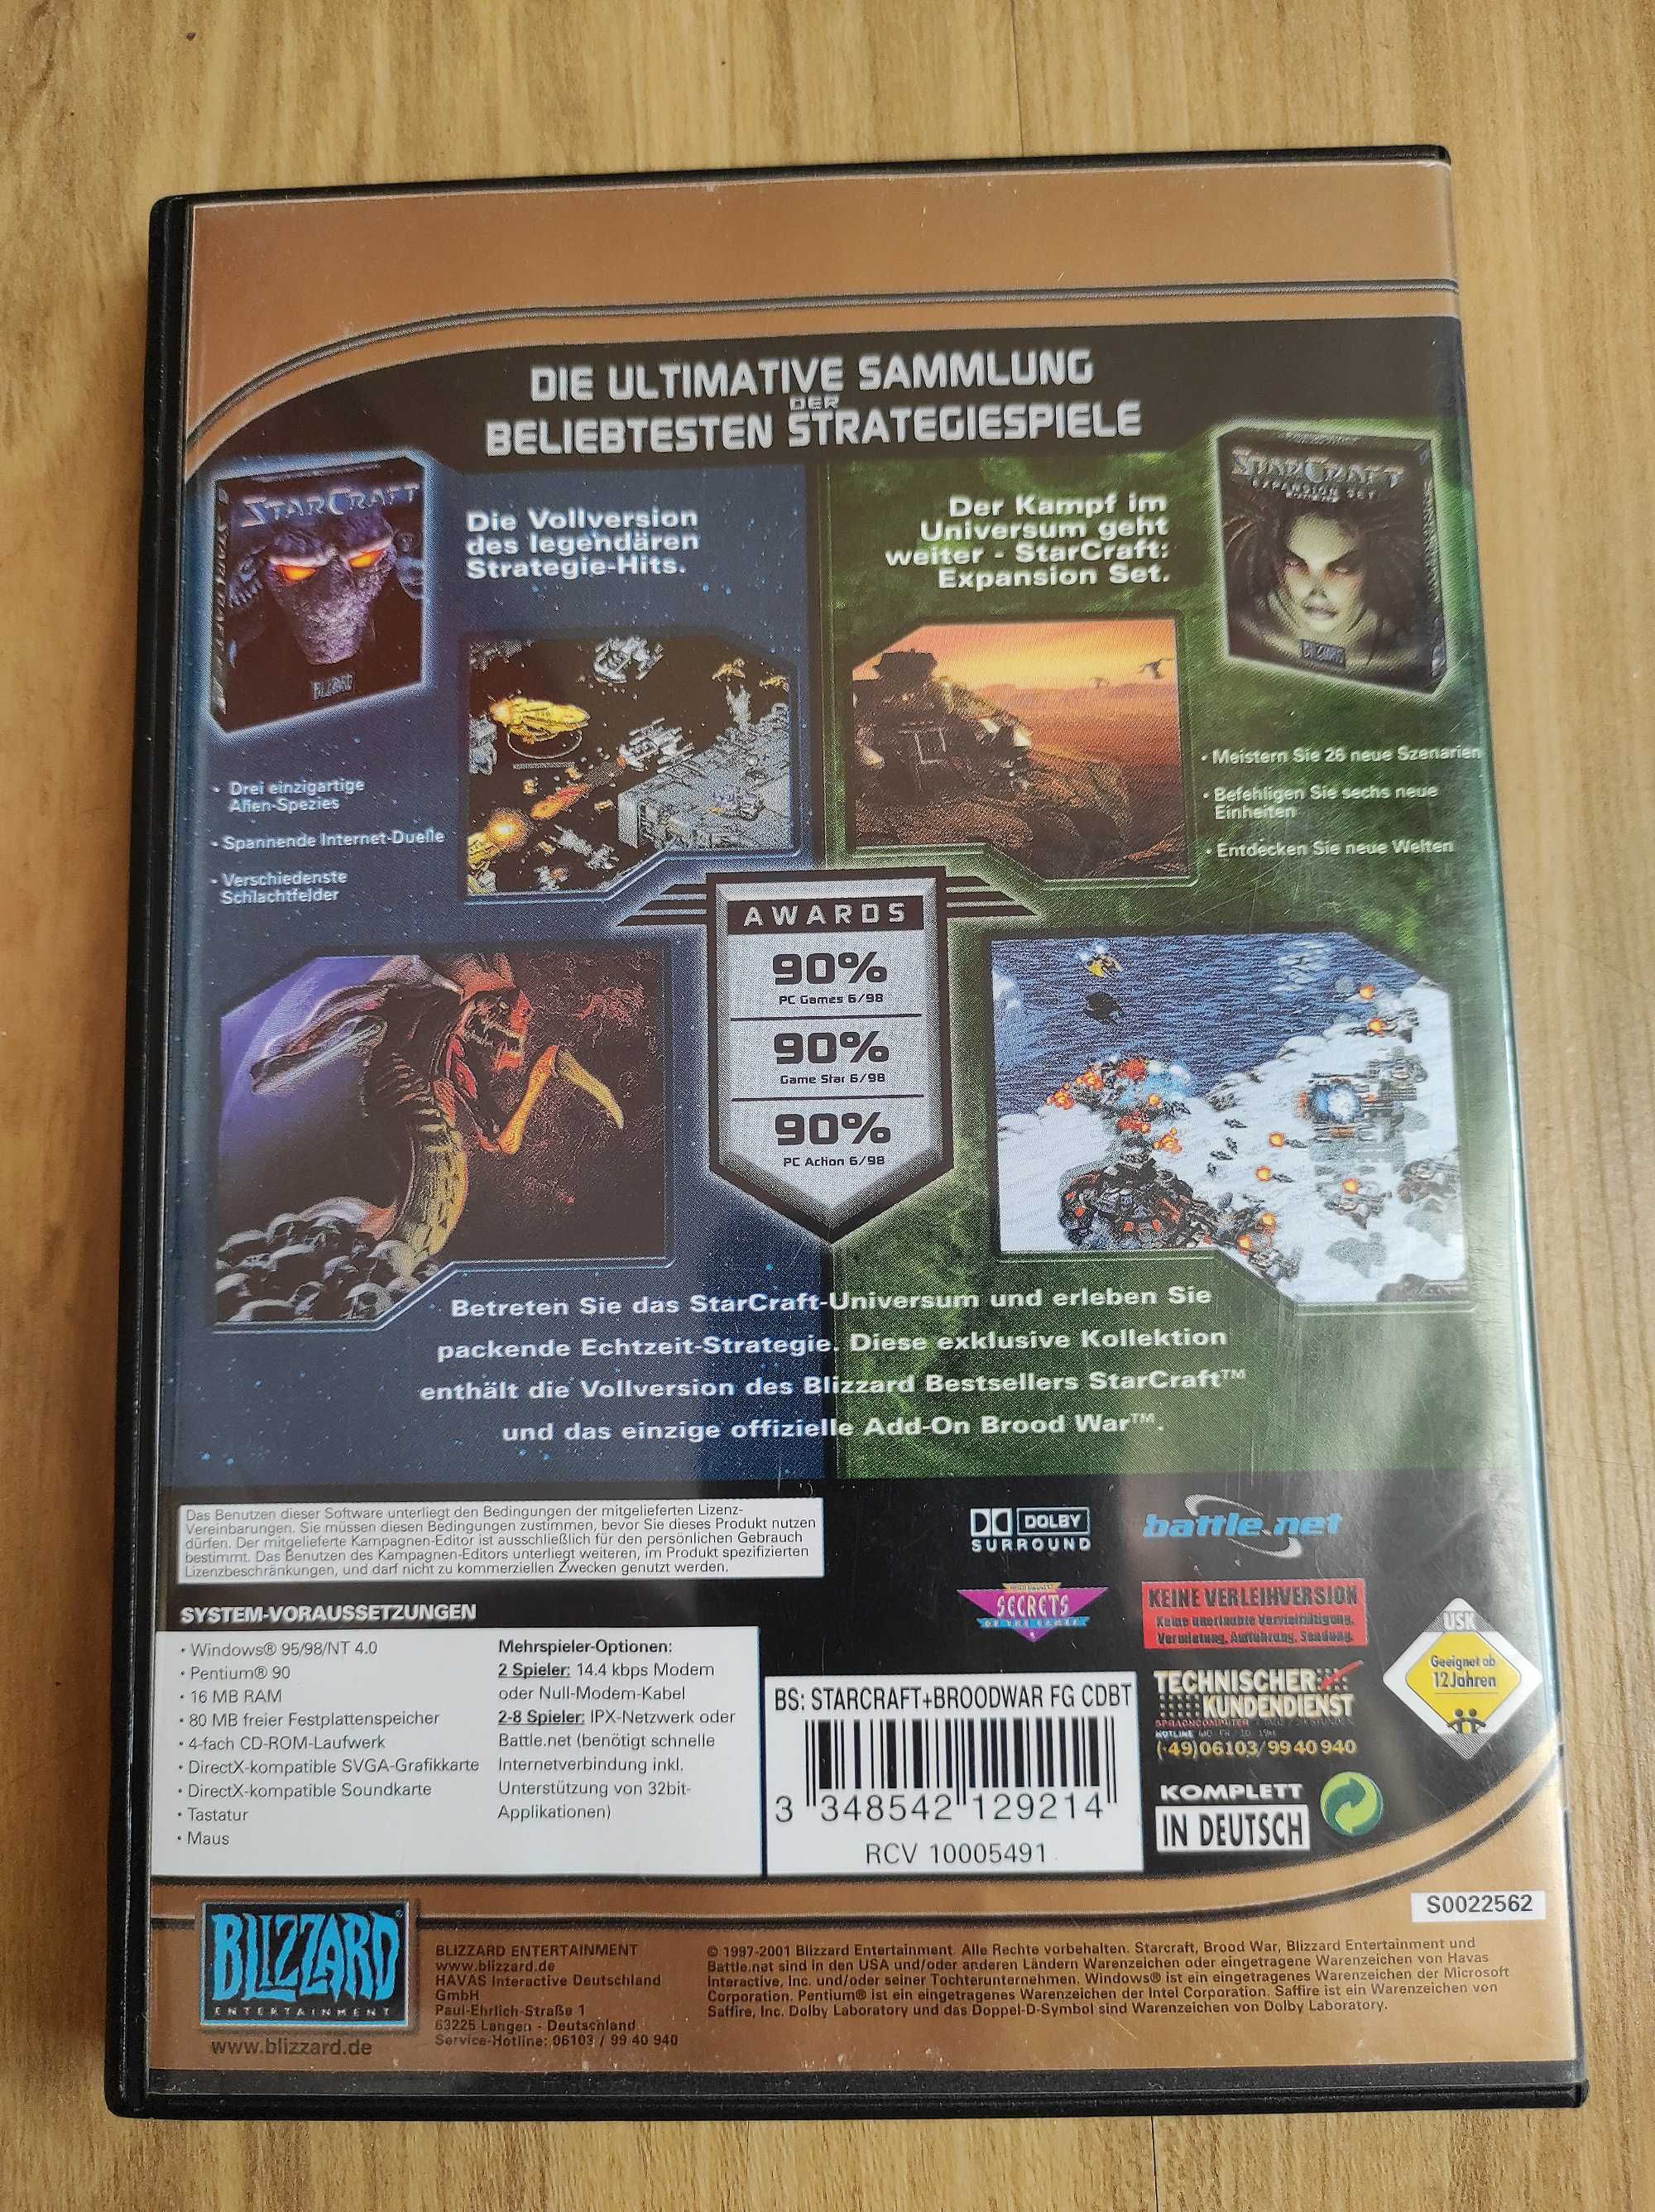 DIE ULTIMATIVE SAMMLUNG
DER
BELIEBTESTEN STRATEGIESPIELE
STARCRAFT
BLIZZARD
Die Vollversion
des legendären
Strategie-Hits.
Der Kampf im
Universum geht
weiter - StarCraft:
Expansion Set.
STARCRAFT
EXPANSION SET
BLIZZARD
• Drei einzigartige
Alien-Spezies
• Spannende Internet-Duelle
• Verschiedenste
Schlachtfelder
• Meistern Sie 26 neue Szenarien
• Befehligen Sie sechs neue
Einheiten
• Entdecken Sie neue Welten
AWARDS
90%
PC Games 6/98
90%
Game Star 6/98
90%
PC Action 6/98
Betreten Sie das StarCraft-Universum und erleben Sie
packende Echtzeit-Strategie. Diese exklusive Kollektion
enthält die Vollversion des Blizzard Bestsellers StarCraft™
und das einzige offizielle Add-On Brood War™.
Das Benutzen dieser Software unterliegt den Bedingungen der mitgelieferten Lizenz-
Vereinbarungen. Sie müssen diesen Bedingungen zustimmen, bevor Sie dieses Produkt nutzen
dürfen. Der mitgelieferte Kampagnen-Editor ist ausschließlich für den persönlichen Gebrauch
bestimmt. Das Benutzen des Kampagnen-Editors unterliegt weiteren, im Produkt spezifizierten
Lizenzbeschränkungen, und darf nicht zu kommerziellen Zwecken genutzt werden.
DOLBY
SURROUND
battle.net
SECRETS
OF THE GAMES
KEINE VERLEIHVERSION
Keine unerlaubte Vervielfältigung,
Vermietung, Aufführung, Sendung.
USK
Geeignet ab
12 Jahren
SYSTEM-VORAUSSETZUNGEN
• Windows® 95/98/NT 4.0
• Pentium® 90
• 16 MB RAM
• 80 MB freier Festplattenspeicher
• 4-fach CD-ROM-Laufwerk
• DirectX-kompatible SVGA-Grafikkarte
• DirectX-kompatible Soundkarte
• Tastatur
• Maus
Mehrspieler-Optionen:
2 Spieler: 14.4 kbps Modem
oder Null-Modem-Kabel
2-8 Spieler: IPX-Netzwerk oder
Battle.net (benötigt schnelle
Internetverbindung inkl.
Unterstützung von 32bit-
Applikationen)
BS: STARCRAFT+BROODWAR FG CDBT
3 348542 129214
RCV 10005491
TECHNISCHER
KUNDENDIENST
SPRACHCOMPUTER
HOTLINE
(·49)06103/99 40 940
KOMPLETT
IN DEUTSCH
S0022562
BLIZZARD®
ENTERTAINMENT
www.blizzard.de
BLIZZARD ENTERTAINMENT
www.blizzard.de
HAVAS Interactive Deutschland
GmbH
Paul-Ehrlich-Straße 1
63225 Langen - Deutschland
Service-Hotline: 06103 / 99 40 940
© 1997-2001 Blizzard Entertainment. Alle Rechte vorbehalten. Starcraft, Brood War, Blizzard Entertainment und
Battle.net sind in den USA und/oder anderen Ländern Warenzeichen oder eingetragene Warenzeichen von Havas
Interactive, Inc. und/oder seiner Tochterunternehmen. Windows® ist ein eingetragenes Warenzeichen der Microsoft
Corporation. Pentium® ist ein eingetragenes Warenzeichen der Intel Corporation. Saffire ist ein Warenzeichen von
Saffire, Inc. Dolby Laboratory und das Doppel-D-Symbol sind Warenzeichen von Dolby Laboratory.